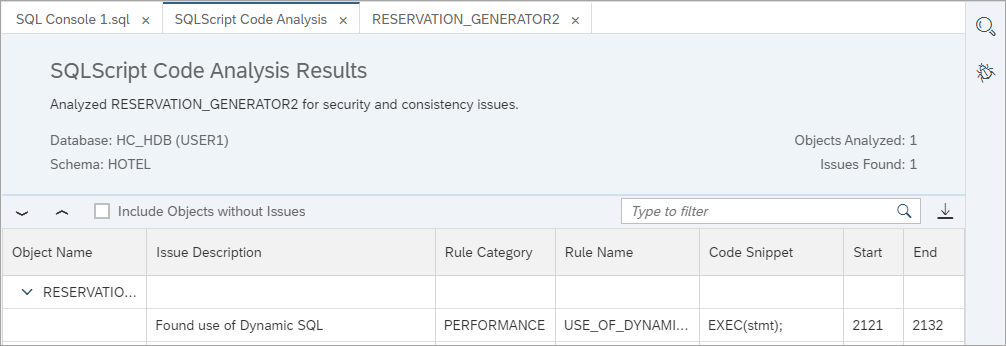 SQL Console 1.sql × SQLScript Code Analysis × RESERVATION_GENERATOR2 ×
SQLScript Code Analysis Results
Analyzed RESERVATION_GENERATOR2 for security and consistency issues.
Database: HC_HDB (USER1) Objects Analyzed: 1
Schema: HOTEL Issues Found: 1
Include Objects without Issues Type to filter
Object Name Issue Description Rule Category Rule Name Code Snippet Start End
RESERVATIO...
Found use of Dynamic SQL PERFORMANCE USE_OF_DYNAMI... EXEC(stmt); 2121 2132